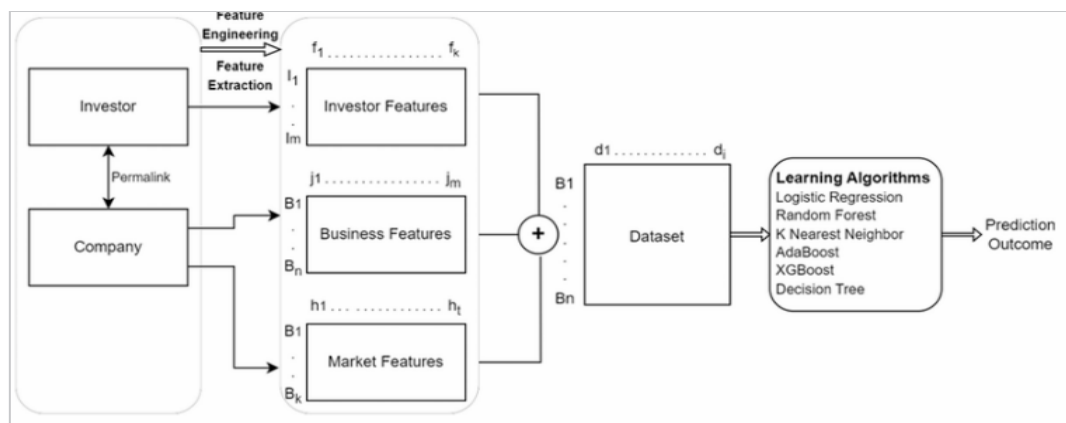 Feature
Engineering
Feature
Extraction
Investor
Permalink
Company
f1 . . . . . . . . . . . . . . . . fk
I1
.
.
Im
Investor Features
j1 . . . . . . . . . . . . . . . . jm
B1
.
.
Bn
Business Features
h1 . . . . . . . . . . . . . . . ht
B1
.
.
Bk
Market Features
+
d1 . . . . . . . . . . . . . di
B1
.
.
.
.
.
Bn
Dataset
Learning Algorithms
Logistic Regression
Random Forest
K Nearest Neighbor
AdaBoost
XGBoost
Decision Tree
Prediction
Outcome